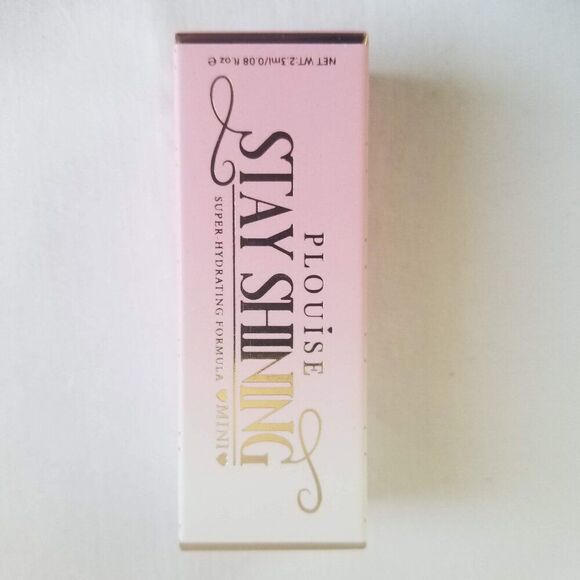 PLOUiSE
STAY SHINING
SUPER HYDRATING FORMULA ♥MINI♥
NET WT.2.3ml/0.08 fl.oz ℮